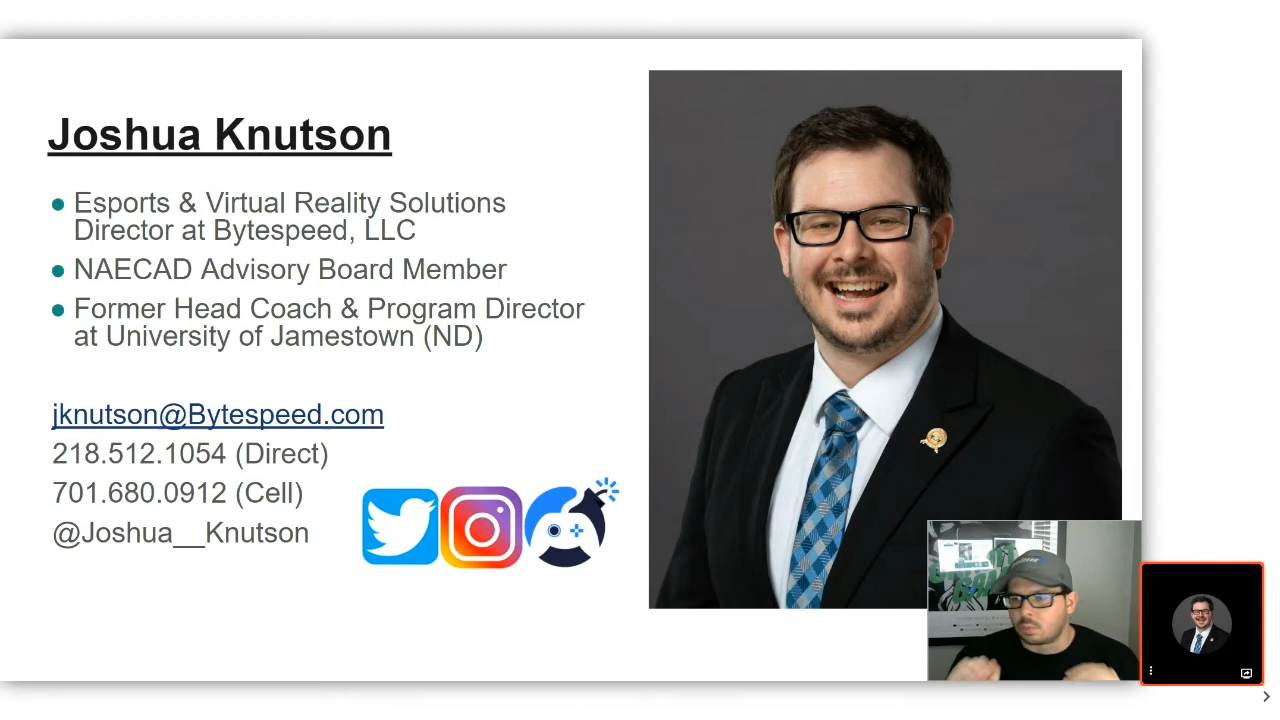 Joshua Knutson
Esports & Virtual Reality Solutions
Director at Bytespeed, LLC
NAECAD Advisory Board Member
Former Head Coach & Program Director
at University of Jamestown (ND)
jknutson@Bytespeed.com
218.512.1054 (Direct)
701.680.0912 (Cell)
@Joshua__Knutson